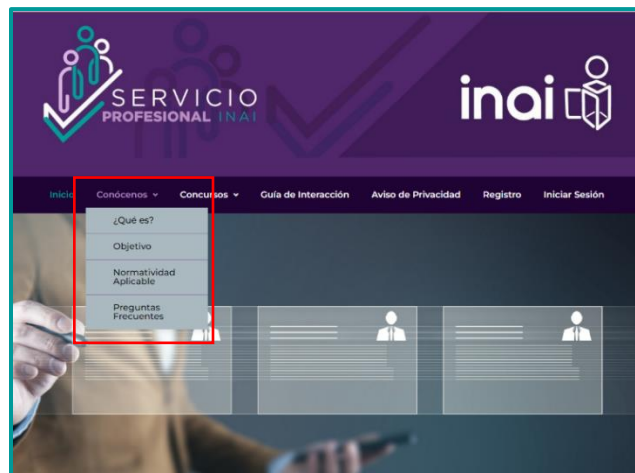 SERVICIO
PROFESIONAL INAI
inai
Inicio Conócenos Concursos Guía de Interacción Aviso de Privacidad Registro Iniciar Sesión
¿Qué es?
Objetivo
Normatividad
Aplicable
Preguntas
Frecuentes